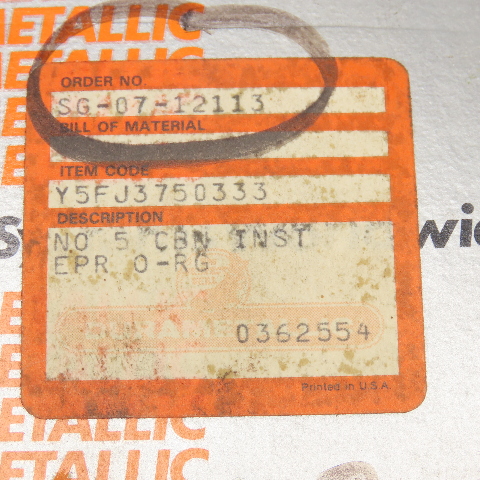 METALLIC
METALLIC
ORDER NO.
SG-07-12113
BILL OF MATERIAL
ITEM CODE
Y5FJ3750333
DESCRIPTION
NO 5 CBN INST
EPR O-RG
0362554
Printed in U.S.A.
METALLIC
METALLIC